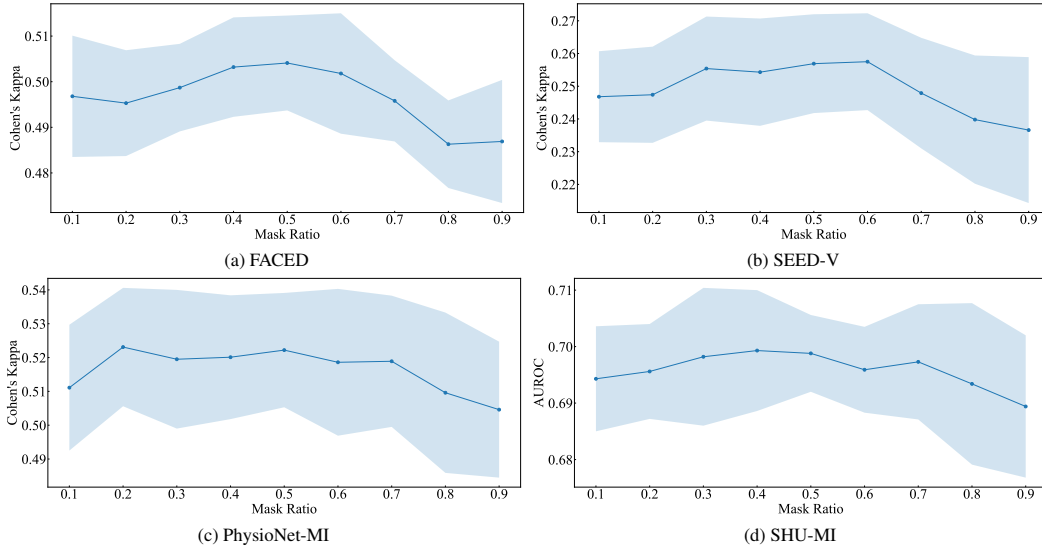 0.51
0.50
0.49
0.48
Cohen's Kappa
0.1 0.2 0.3 0.4 0.5 0.6 0.7 0.8 0.9
Mask Ratio
(a) FACED
0.27
0.26
0.25
0.24
0.23
0.22
Cohen's Kappa
0.1 0.2 0.3 0.4 0.5 0.6 0.7 0.8 0.9
Mask Ratio
(b) SEED-V
0.54
0.53
0.52
0.51
0.50
0.49
Cohen's Kappa
0.1 0.2 0.3 0.4 0.5 0.6 0.7 0.8 0.9
Mask Ratio
(c) PhysioNet-MI
0.71
0.70
0.69
0.68
AUROC
0.1 0.2 0.3 0.4 0.5 0.6 0.7 0.8 0.9
Mask Ratio
(d) SHU-MI